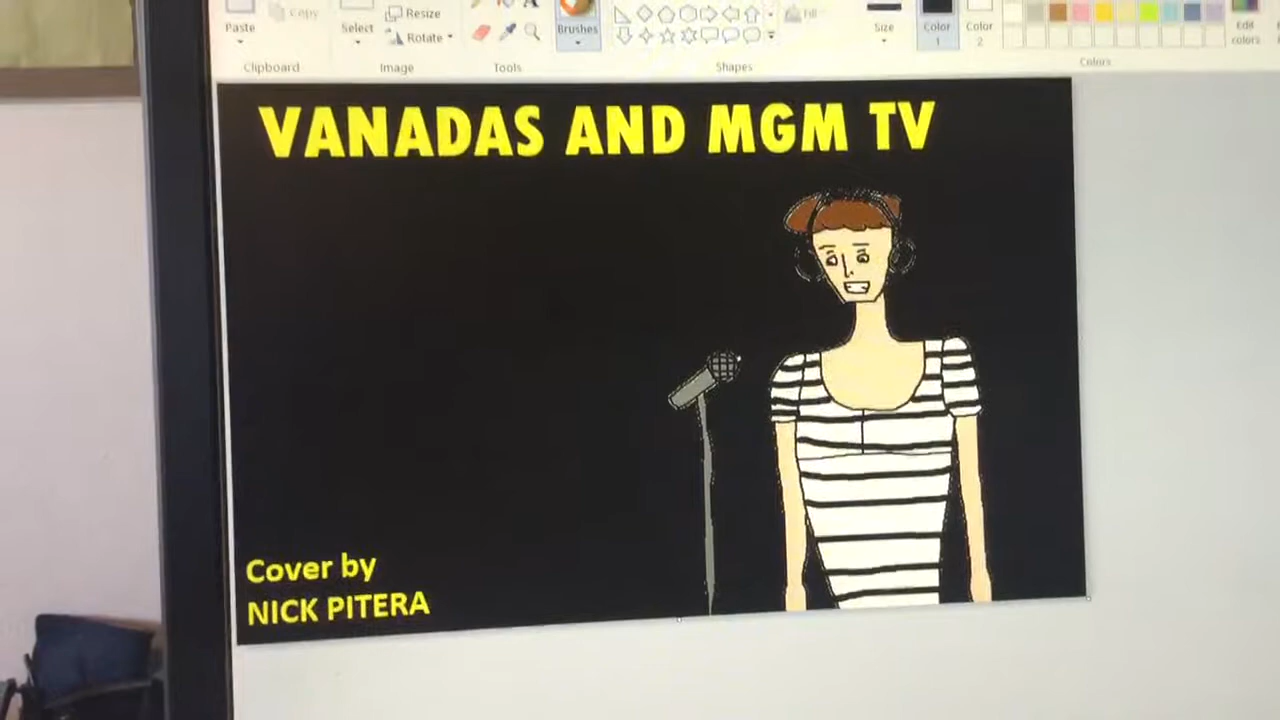 Copy
Paste
Clipboard
Select
Resize
Rotate
Image
Tools
Brushes
Shapes
Fill
Size
Color
1
Color
2
Edit
colors
Colors
VANADAS AND MGM TV
Cover by
NICK PITERA